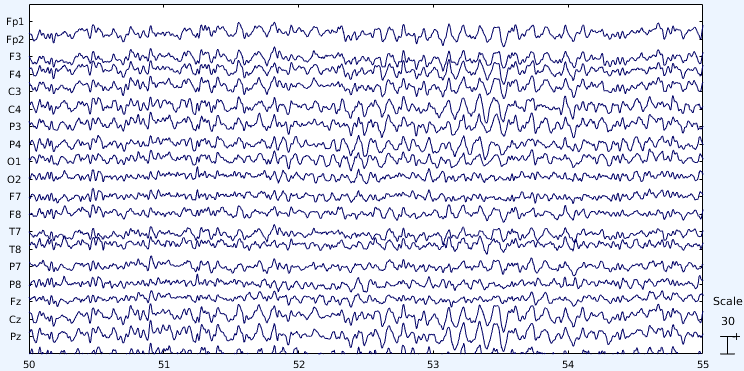 Fp1
Fp2
F3
F4
C3
C4
P3
P4
O1
O2
F7
F8
T7
T8
P7
P8
Fz
Cz
Pz
Scale
30
+
50 51 52 53 54 55